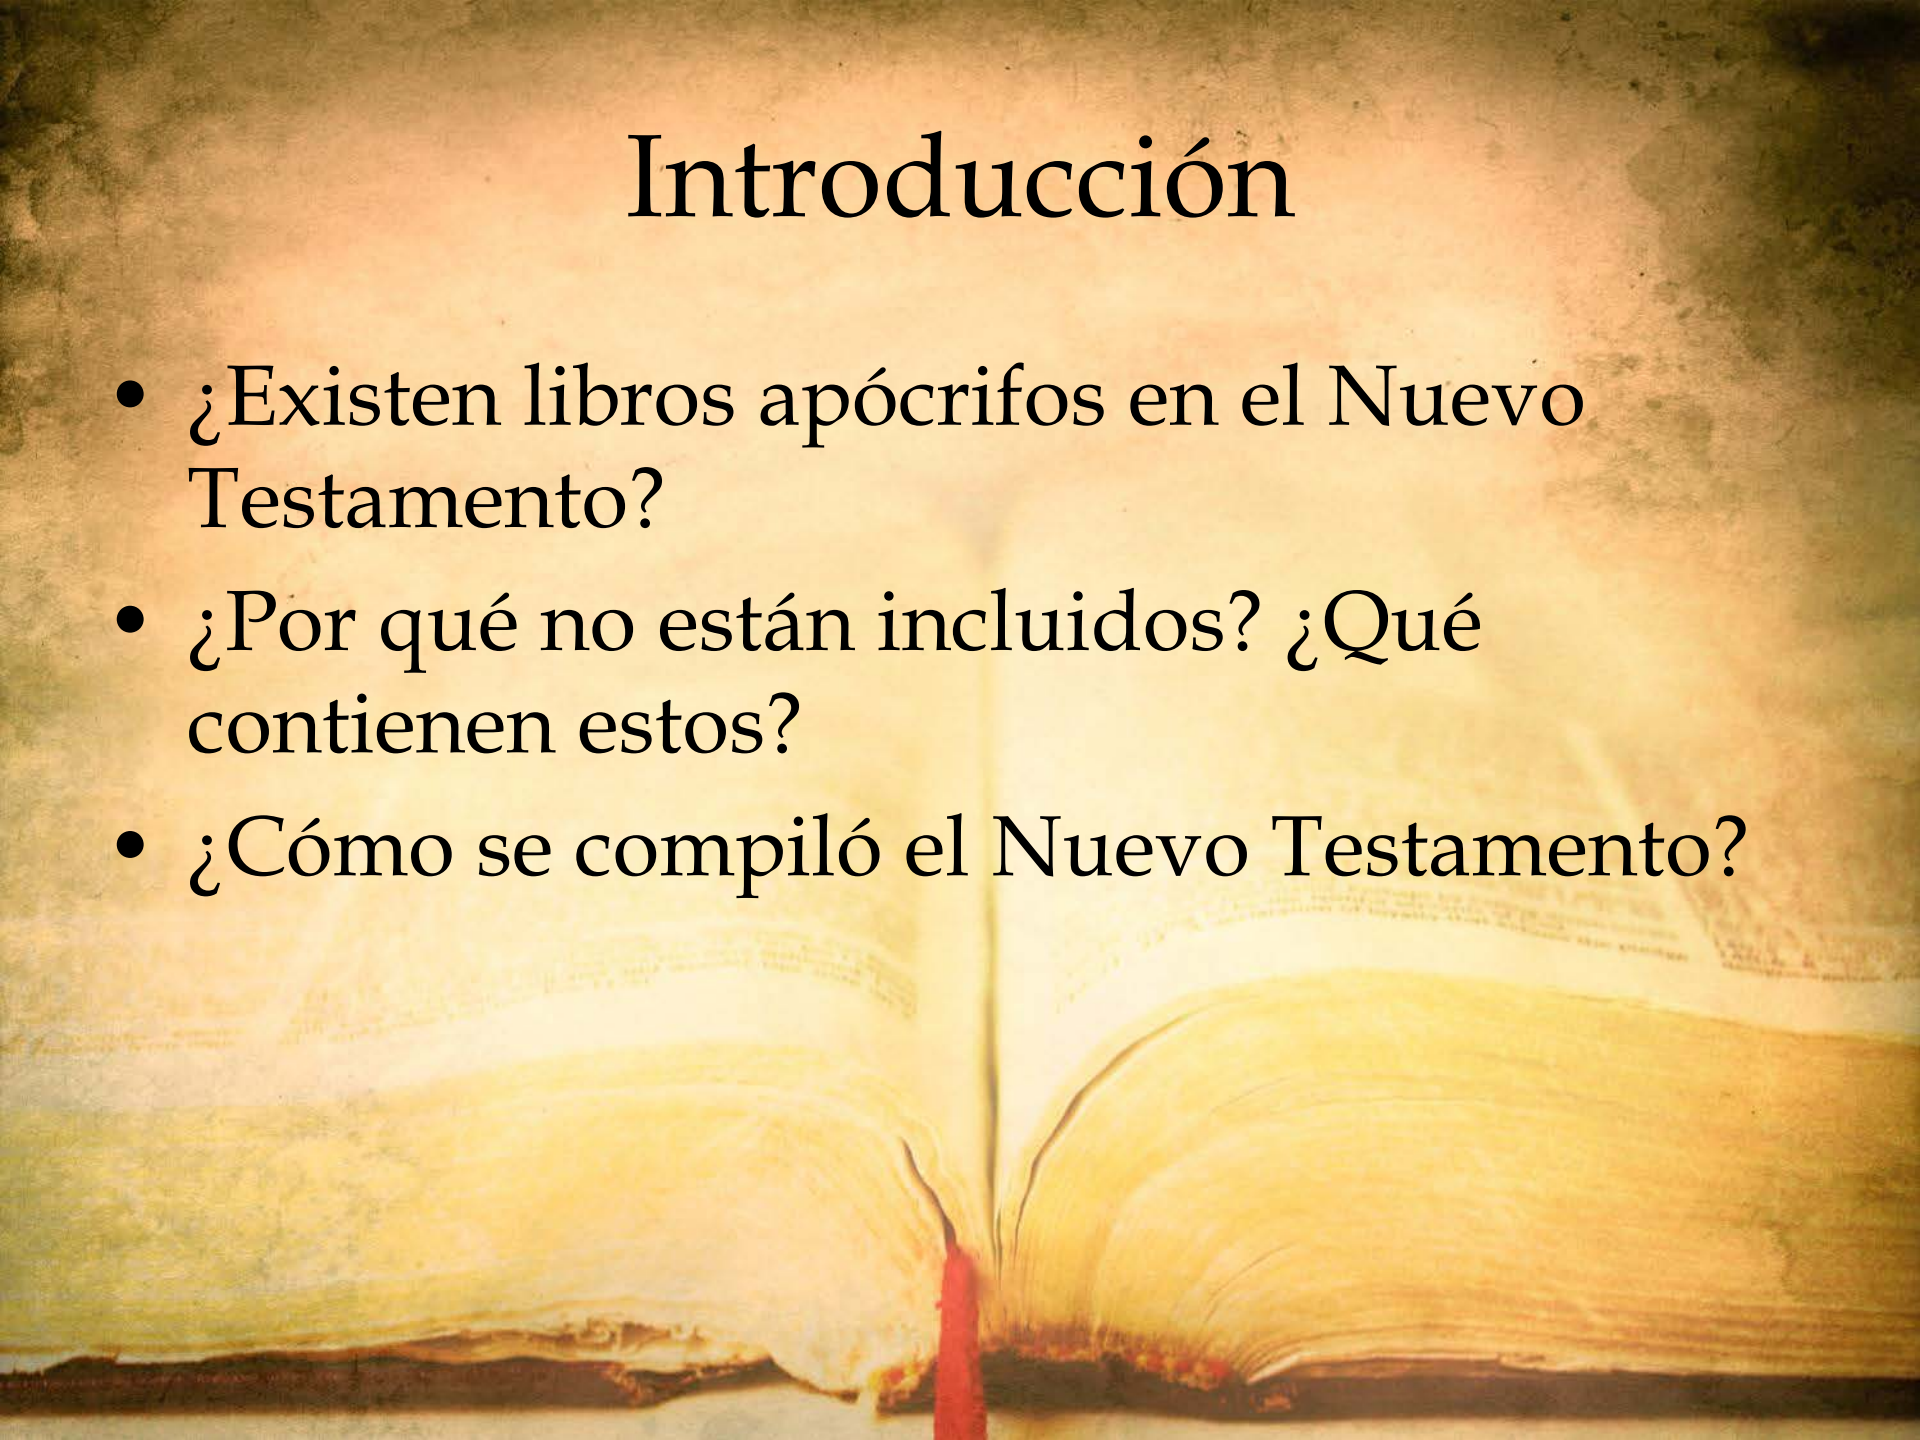 Introducción
• ¿Existen libros apócrifos en el Nuevo
Testamento?
• ¿Por qué no están incluidos? ¿Qué
contienen estos?
• ¿Cómo se compiló el Nuevo Testamento?